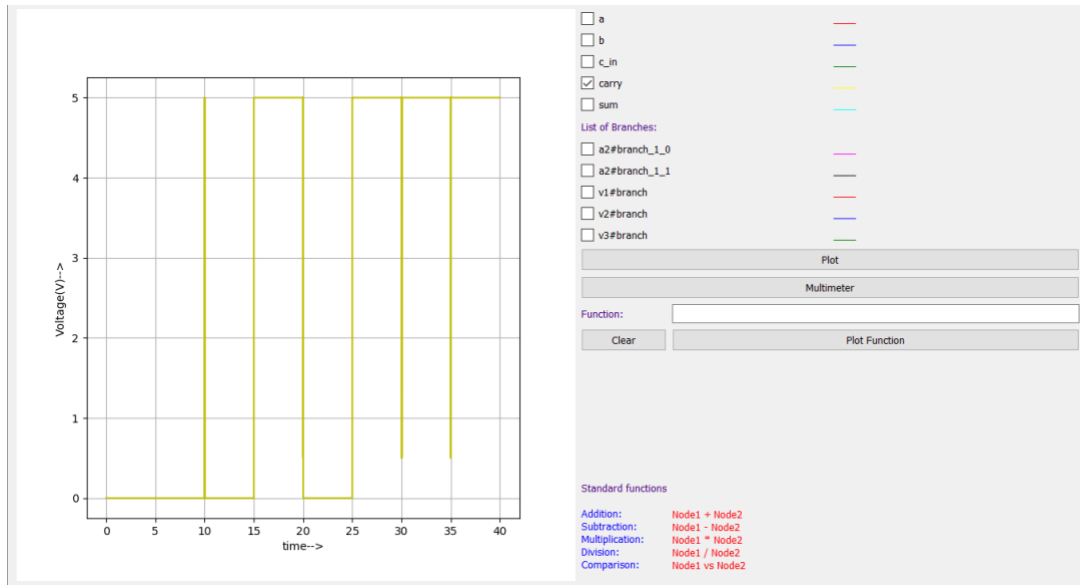 5
4
3
2
1
0
Voltage(V)-->
0 5 10 15 20 25 30 35 40
time-->
a
b
c_in
carry
sum
List of Branches:
a2#branch_1_0
a2#branch_1_1
v1#branch
v2#branch
v3#branch
Plot
Multimeter
Function:
Clear Plot Function
Standard functions
Addition: Node1 + Node2
Subtraction: Node1 - Node2
Multiplication: Node1 * Node2
Division: Node1 / Node2
Comparison: Node1 vs Node2